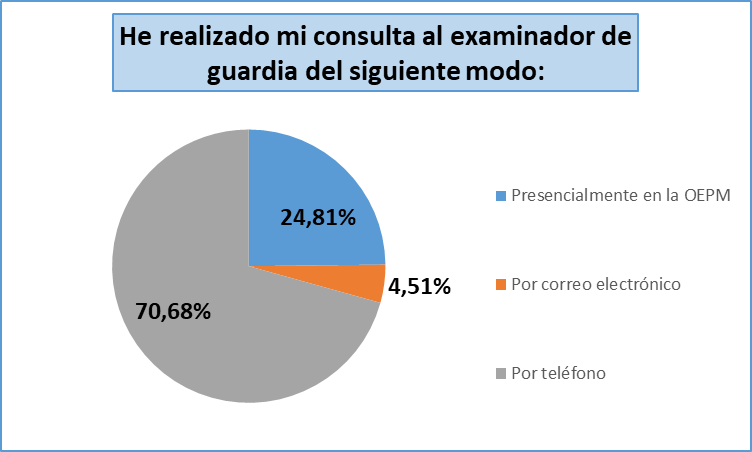 He realizado mi consulta al examinador de
guardia del siguiente modo:
24,81%
4,51%
70,68%
Presencialmente en la OEPM
Por correo electrónico
Por teléfono